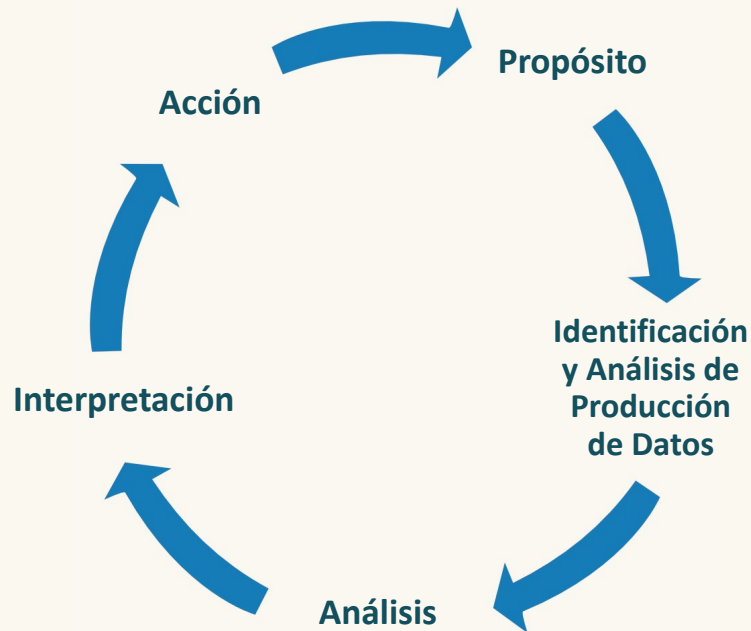 Propósito
Acción
Identificación
y Análisis de
Producción
de Datos
Interpretación
Análisis